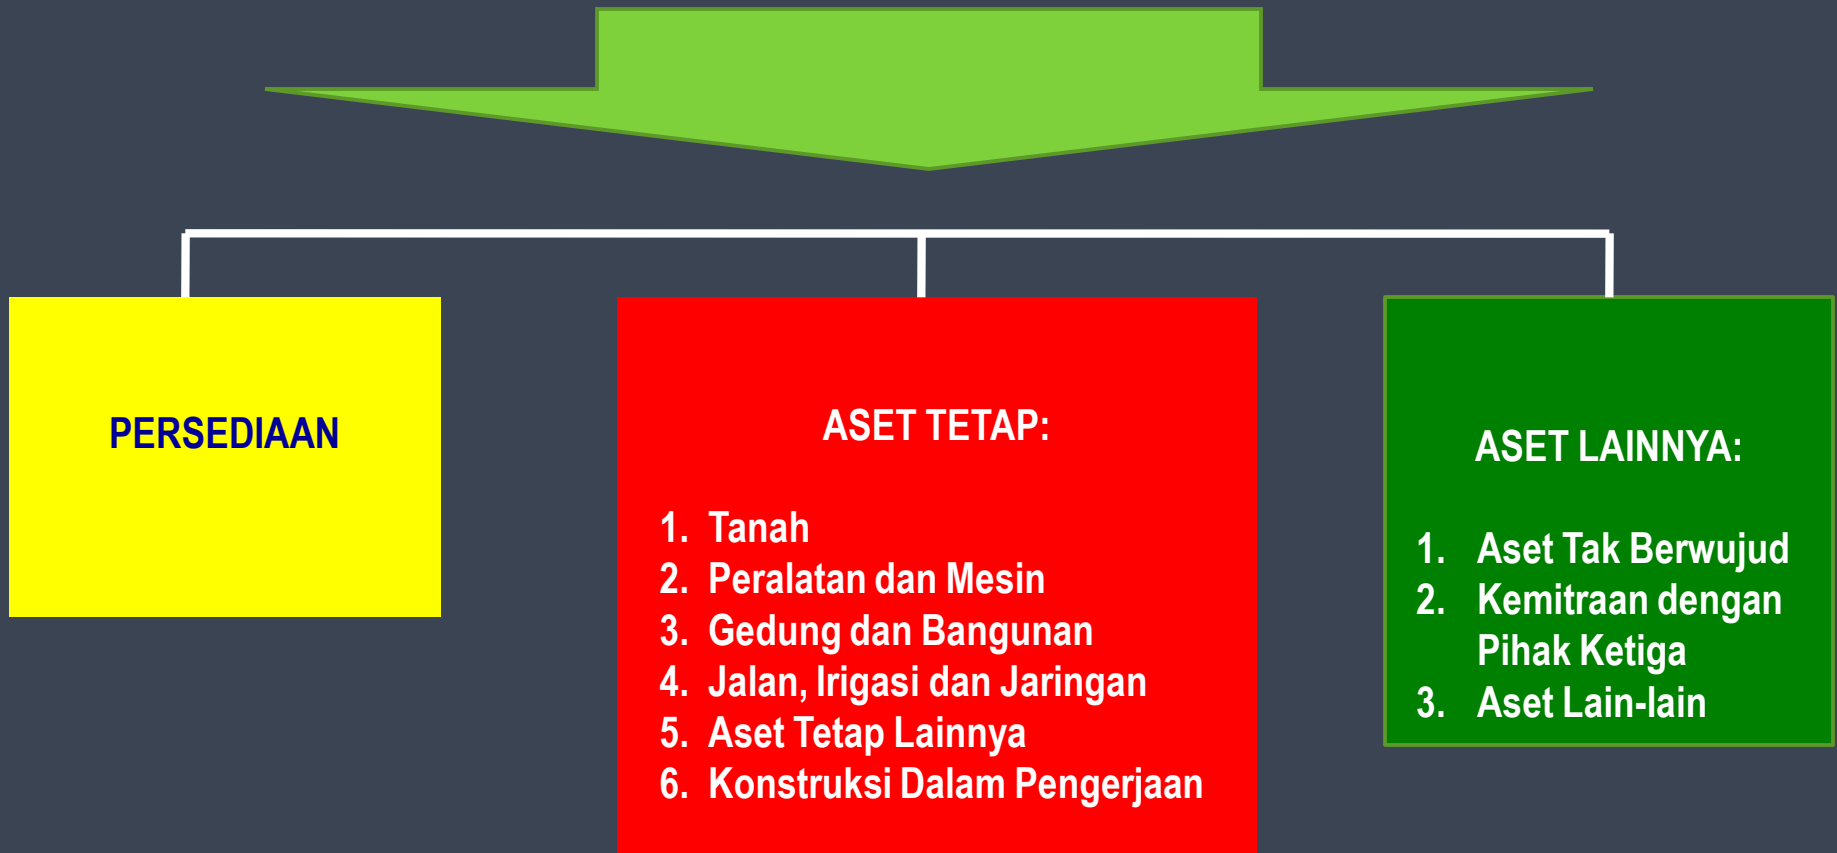 PERSEDIAAN
ASET TETAP:
1. Tanah
2. Peralatan dan Mesin
3. Gedung dan Bangunan
4. Jalan, Irigasi dan Jaringan
5. Aset Tetap Lainnya
6. Konstruksi Dalam Pengerjaan
ASET LAINNYA:
1. Aset Tak Berwujud
2. Kemitraan dengan
Pihak Ketiga
3. Aset Lain-lain